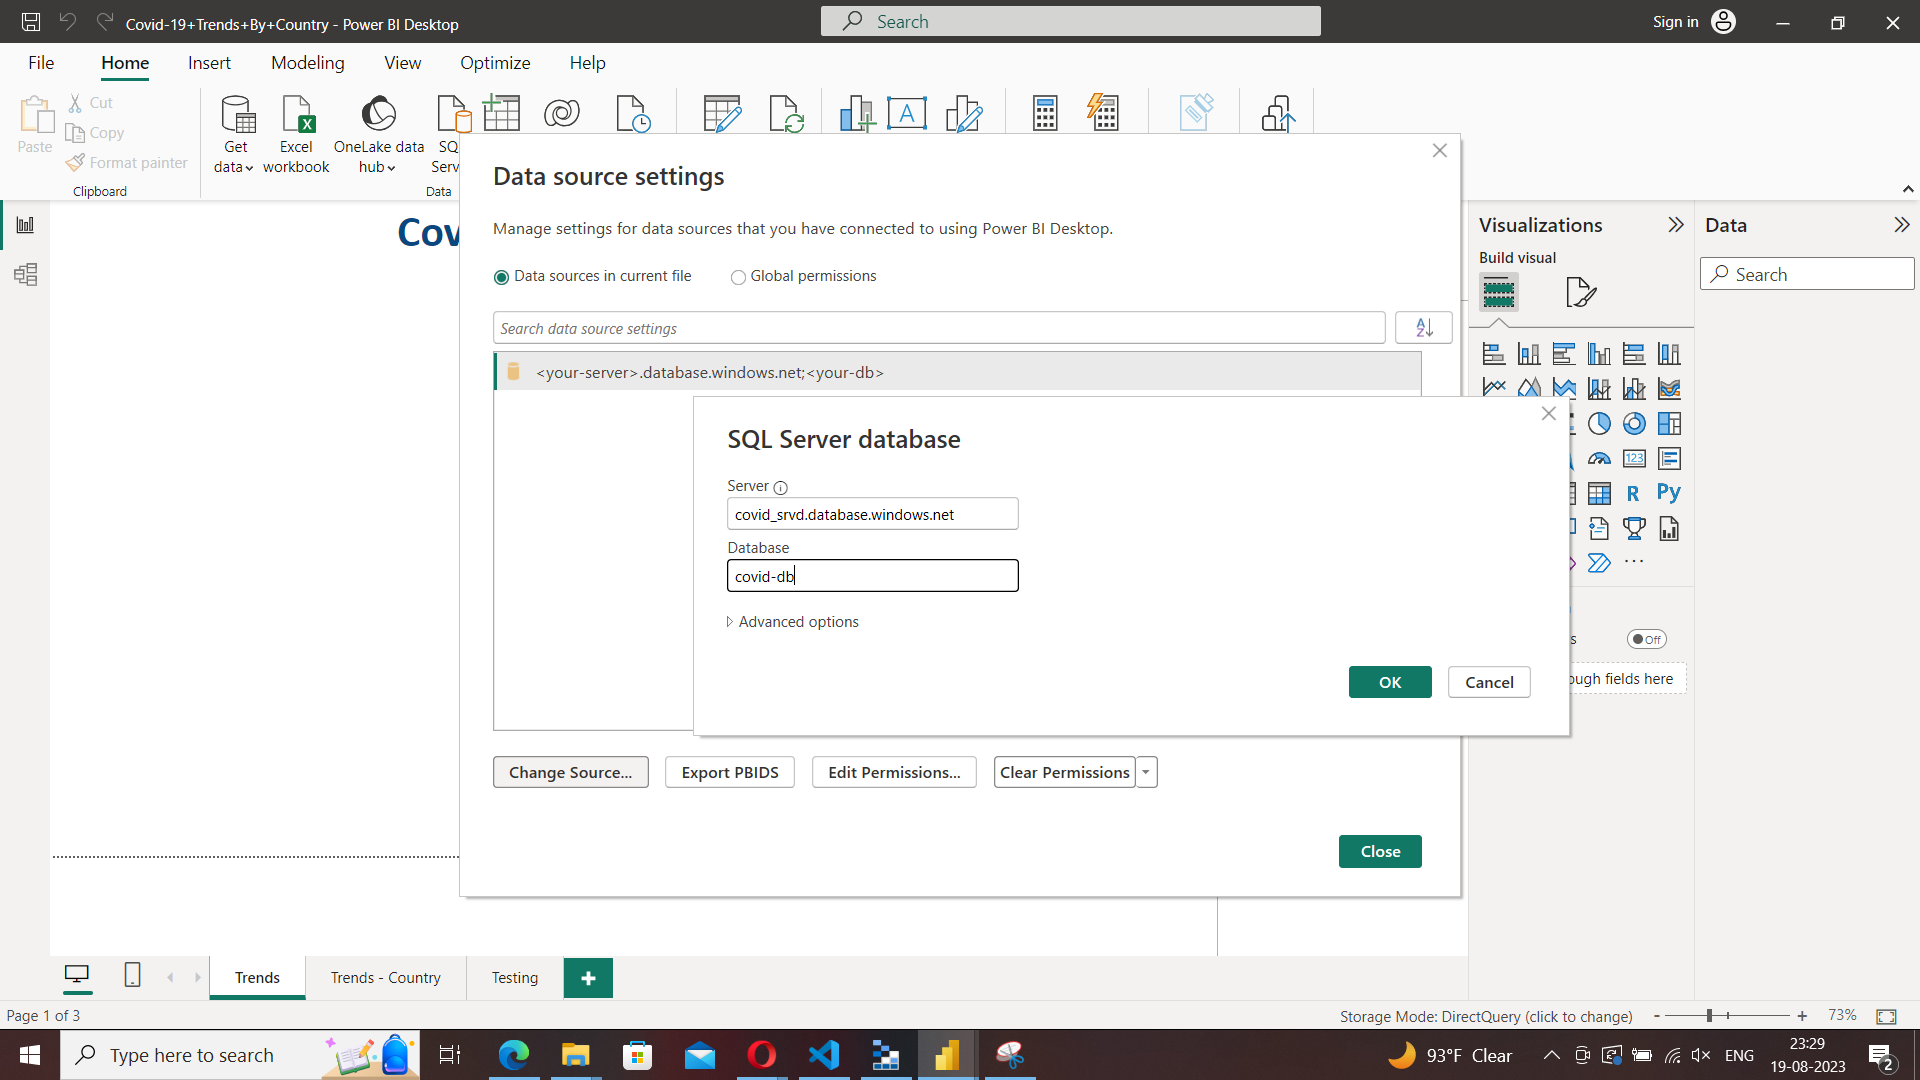 Covid-19+Trends+By+Country - Power BI Desktop
Search
Sign in
File
Home
Insert
Modeling
View
Optimize
Help
Paste
Cut
Copy
Format painter
Clipboard
Get
data
Excel
workbook
OneLake data
hub
Data
Data source settings
Manage settings for data sources that you have connected to using Power BI Desktop.
Data sources in current file
Global permissions
Search data source settings
<your-server>.database.windows.net;<your-db>
SQL Server database
Server
covid_srvd.database.windows.net
Database
covid-db
Advanced options
OK
Cancel
Change Source...
Export PBIDS
Edit Permissions...
Clear Permissions
Close
Visualizations
Build visual
123
R
Py
Off
fields here
Data
Search
Trends
Trends - Country
Testing
Page 1 of 3
Storage Mode: DirectQuery (click to change)
73%
Type here to search
93°F Clear
ENG
23:29
19-08-2023
2